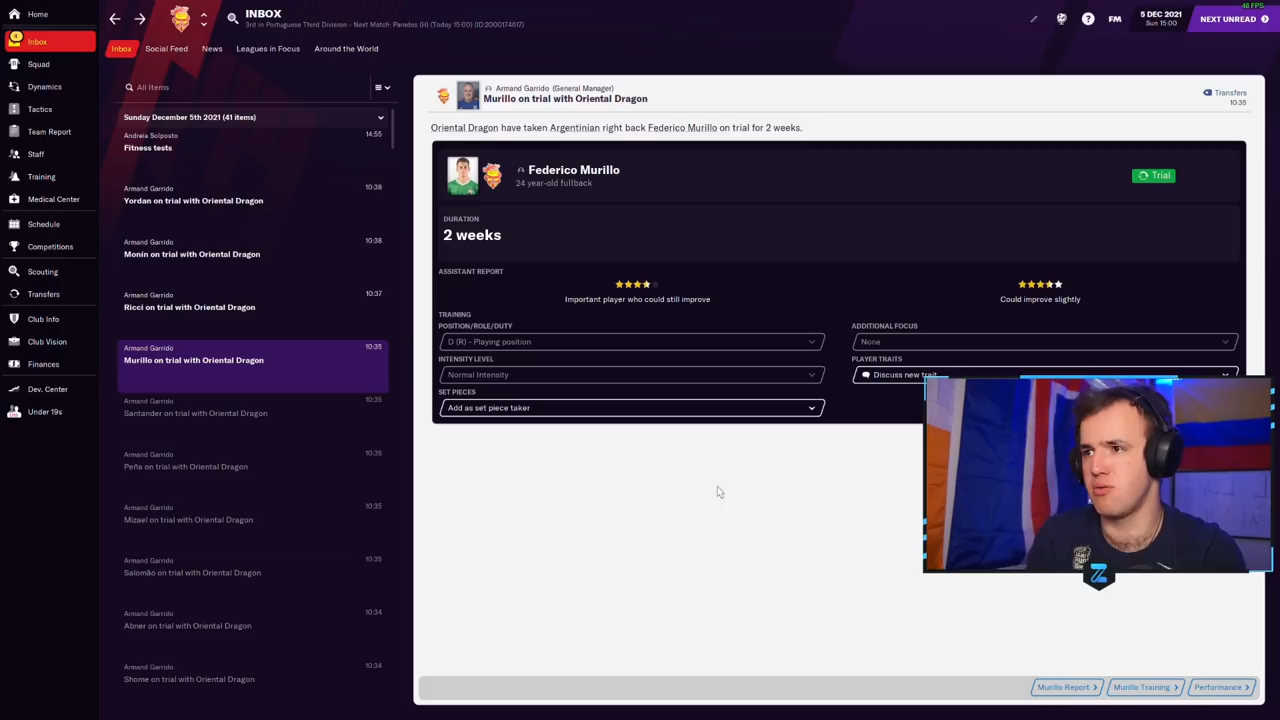 48 FPS
Home
INBOX
3rd in Portuguese Third Division - Next Match: Paredes (H) (Today 15:00) (ID:2000174817)
FM
5 DEC 2021
Sun 15:00
NEXT UNREAD
4
Inbox
Squad
Dynamics
Tactics
Team Report
Staff
Training
Medical Center
Schedule
Competitions
Scouting
Transfers
Club Info
Club Vision
Finances
Dev. Center
Under 19s
Inbox
Social Feed
News
Leagues in Focus
Around the World
All Items
Sunday December 5th 2021 (41 items)
Andreia Solposto 14:55
Fitness tests
Armand Garrido 10:38
Yordan on trial with Oriental Dragon
Armand Garrido 10:38
Monín on trial with Oriental Dragon
Armand Garrido 10:37
Ricci on trial with Oriental Dragon
Armand Garrido 10:35
Murillo on trial with Oriental Dragon
Armand Garrido 10:35
Santander on trial with Oriental Dragon
Armand Garrido 10:35
Peña on trial with Oriental Dragon
Armand Garrido 10:35
Mizael on trial with Oriental Dragon
Armand Garrido 10:35
Salomão on trial with Oriental Dragon
Armand Garrido 10:34
Abner on trial with Oriental Dragon
Armand Garrido 10:34
Shome on trial with Oriental Dragon
Armand Garrido (General Manager)
Murillo on trial with Oriental Dragon
Transfers
10:35
Oriental Dragon have taken Argentinian right back Federico Murillo on trial for 2 weeks.
Federico Murillo
24 year-old fullback
Trial
DURATION
2 weeks
ASSISTANT REPORT
Important player who could still improve
Could improve slightly
TRAINING
POSITION/ROLE/DUTY
D (R) - Playing position
ADDITIONAL FOCUS
None
INTENSITY LEVEL
Normal Intensity
PLAYER TRAITS
Discuss new trait
SET PIECES
Add as set piece taker
Murillo Report
Murillo Training
Performance